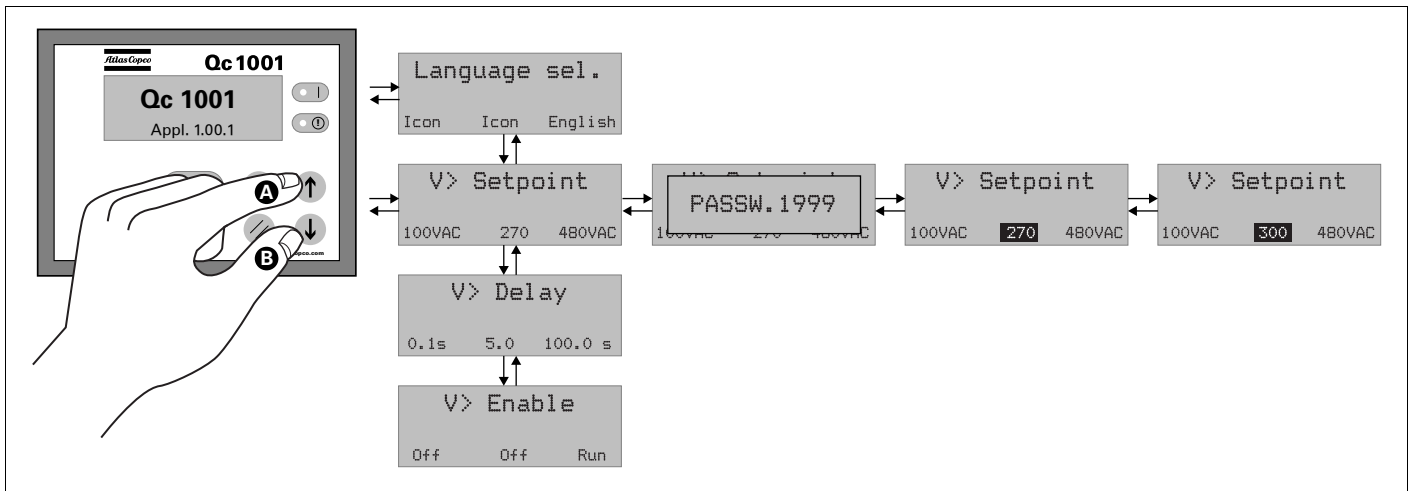 Atlas Copco
Qc 1001
Qc 1001
Appl. 1.00.1
A
B
opco.com
Language sel.
Icon Icon English
V> Setpoint
100VAC 270 480VAC
PASSW.1999
V> Setpoint
100VAC 270 480VAC
V> Setpoint
100VAC 300 480VAC
V> Delay
0.1s 5.0 100.0 s
V> Enable
Off Off Run